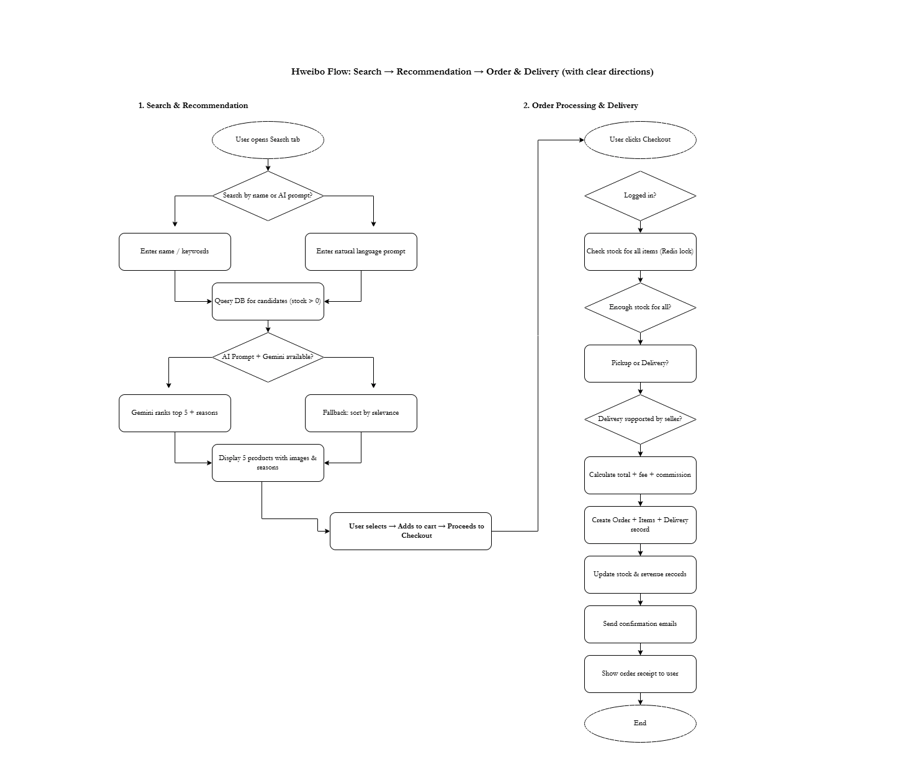 Hweibo Flow: Search → Recommendation → Order & Delivery (with clear directions)
1. Search & Recommendation
User opens Search tab
Search by name or AI prompt?
Enter name / keywords
Enter natural language prompt
Query DB for candidates (stock > 0)
AI Prompt + Gemini available?
Gemini ranks top 5 + reasons
Fallback: sort by relevance
Display 5 products with images &
reasons
User selects → Adds to cart → Proceeds to
Checkout
2. Order Processing & Delivery
User clicks Checkout
Logged in?
Check stock for all items (Redis lock)
Enough stock for all?
Pickup or Delivery?
Delivery supported by seller?
Calculate total + fee + commission
Create Order + Items + Delivery
record
Update stock & revenue records
Send confirmation emails
Show order receipt to user
End